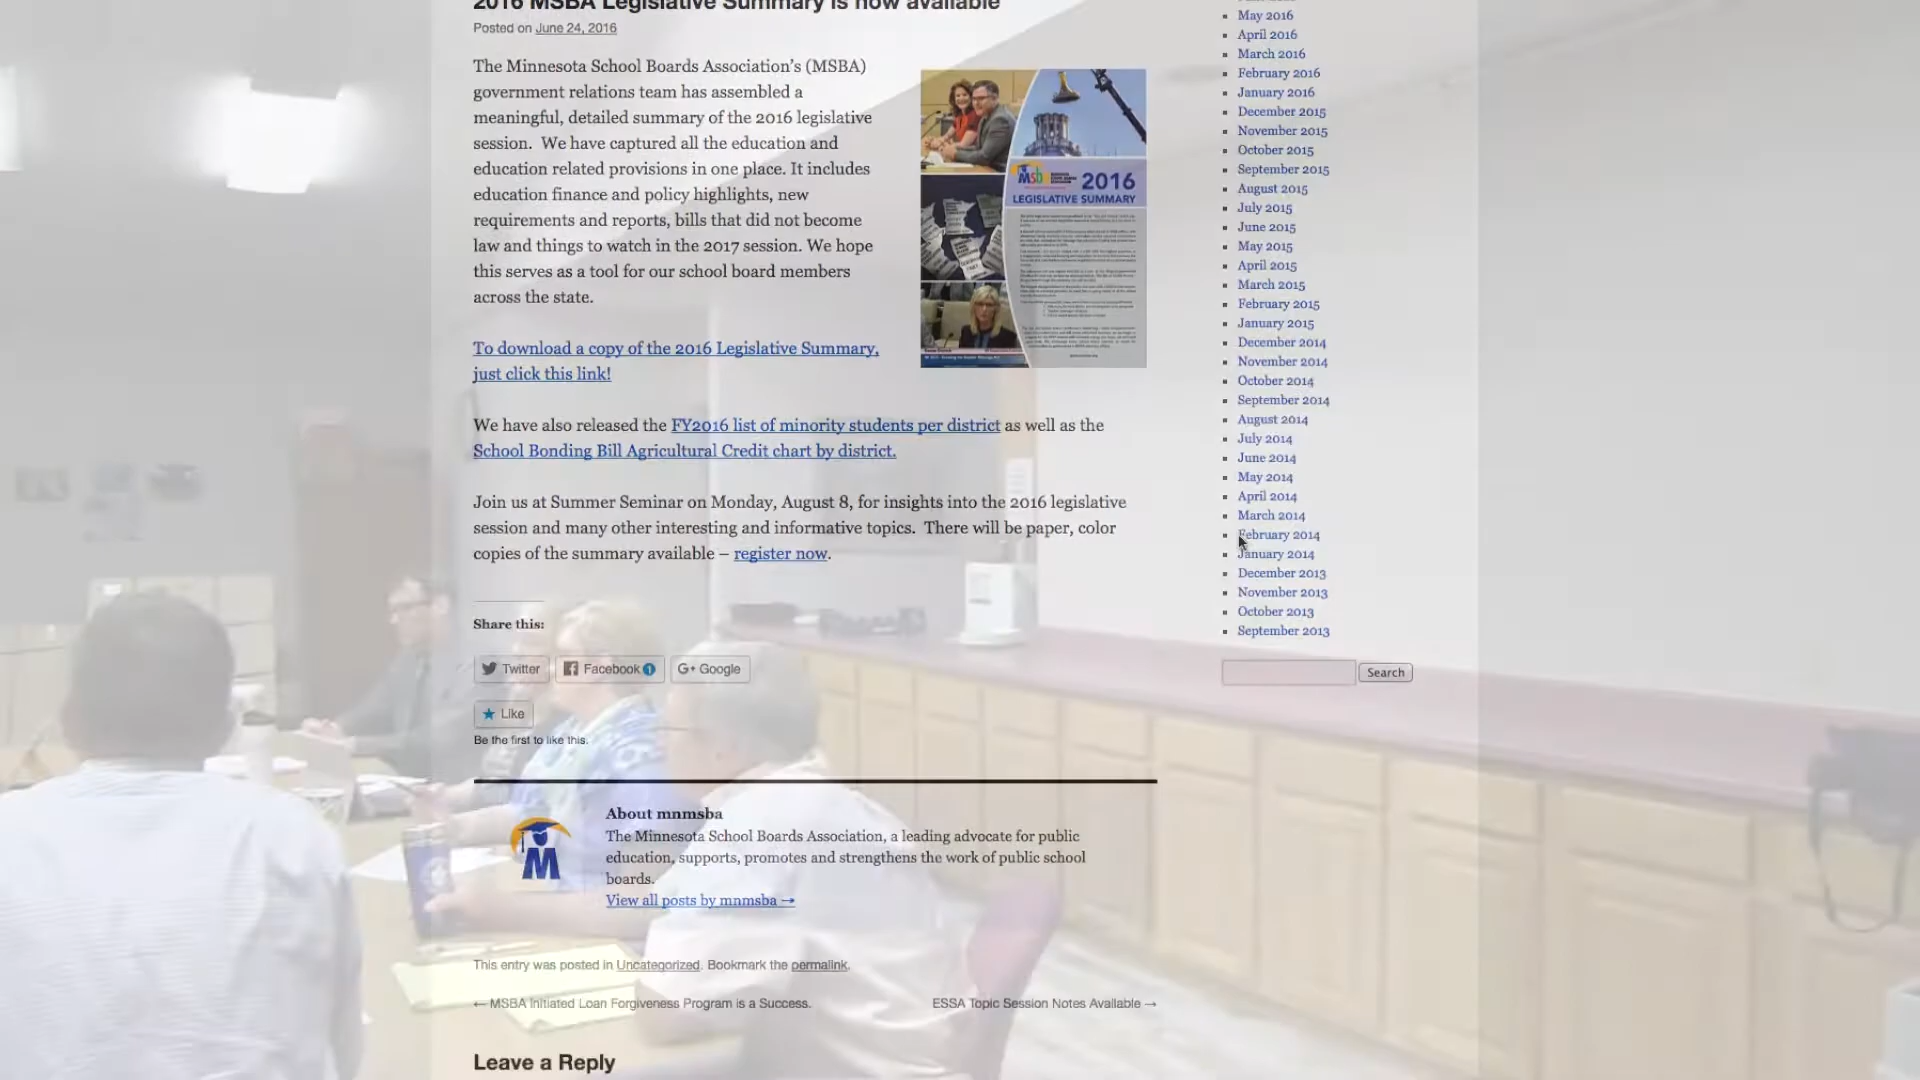 2016 MSBA Legislative Summary is now available
Posted on June 24, 2016
The Minnesota School Boards Association’s (MSBA)
government relations team has assembled a
meaningful, detailed summary of the 2016 legislative
session.  We have captured all the education and
education related provisions in one place. It includes
education finance and policy highlights, new
requirements and reports, bills that did not become
law and things to watch in the 2017 session. We hope
this serves as a tool for our school board members
across the state.
msba
2016
LEGISLATIVE SUMMARY
To download a copy of the 2016 Legislative Summary,
just click this link!
We have also released the FY2016 list of minority students per district as well as the
School Bonding Bill Agricultural Credit chart by district.
Join us at Summer Seminar on Monday, August 8, for insights into the 2016 legislative
session and many other interesting and informative topics.  There will be paper, color
copies of the summary available – register now.
Share this:
Twitter
Facebook 1
G+ Google
Like
Be the first to like this.
M
About mnmsba
The Minnesota School Boards Association, a leading advocate for public
education, supports, promotes and strengthens the work of public school
boards.
View all posts by mnmsba →
This entry was posted in Uncategorized. Bookmark the permalink.
← MSBA Initiated Loan Forgiveness Program is a Success.
ESSA Topic Session Notes Available →
Leave a Reply
May 2016
April 2016
March 2016
February 2016
January 2016
December 2015
November 2015
October 2015
September 2015
August 2015
July 2015
June 2015
May 2015
April 2015
March 2015
February 2015
January 2015
December 2014
November 2014
October 2014
September 2014
August 2014
July 2014
June 2014
May 2014
April 2014
March 2014
February 2014
January 2014
December 2013
November 2013
October 2013
September 2013
Search